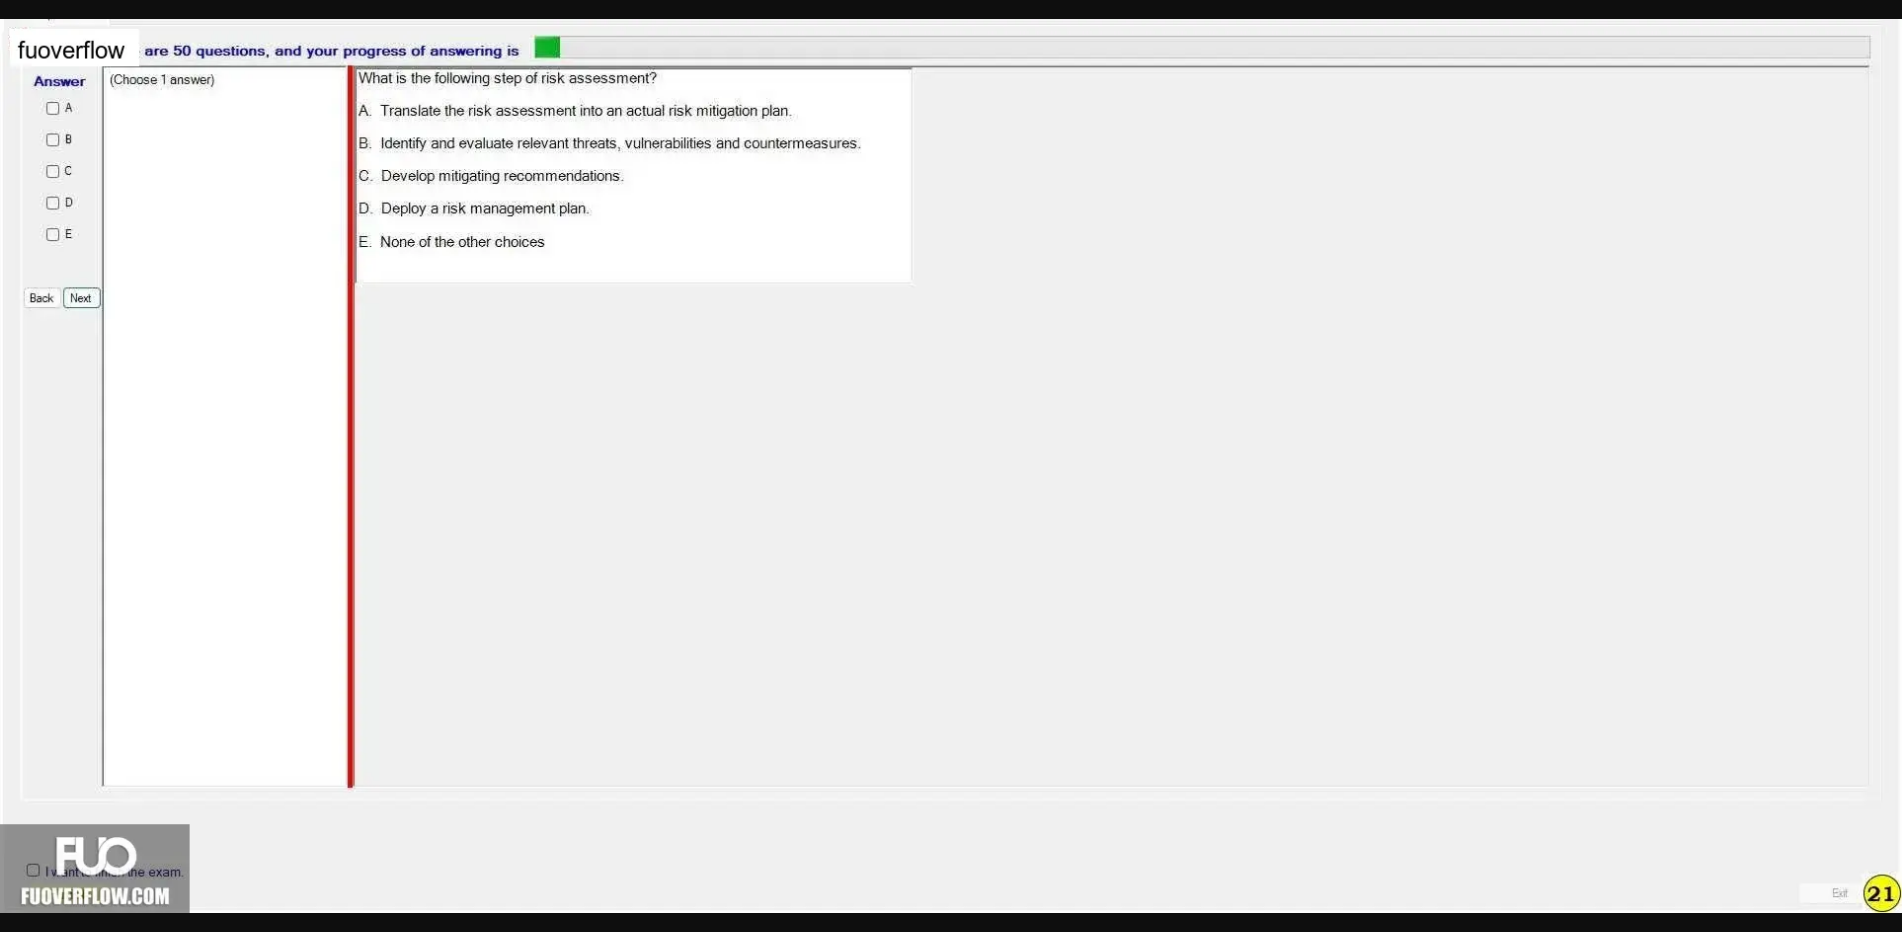 fuoverflow are 50 questions, and your progress of answering is
Answer
(Choose 1 answer)
A
B
C
D
E
Back Next
What is the following step of risk assessment?
A. Translate the risk assessment into an actual risk mitigation plan.
B. Identify and evaluate relevant threats, vulnerabilities and countermeasures.
C. Develop mitigating recommendations.
D. Deploy a risk management plan.
E. None of the other choices
FUO
I want to finish the exam.
FUOVERFLOW.COM
Exit
21